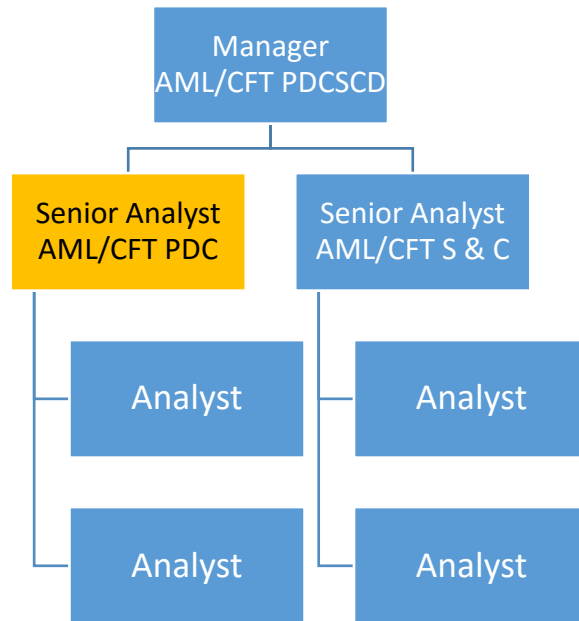 Manager
AML/CFT PDCSCD
Senior Analyst
AML/CFT PDC
Senior Analyst
AML/CFT S & C
Analyst
Analyst
Analyst
Analyst